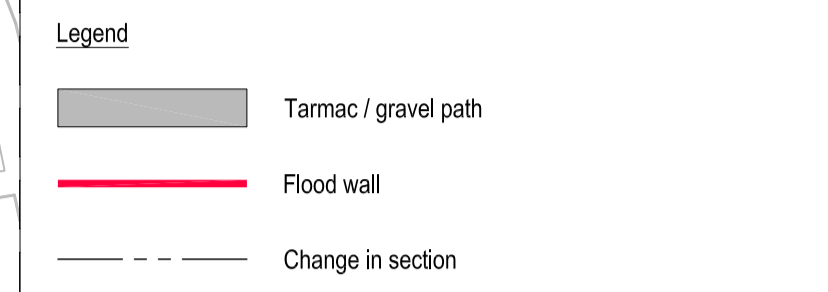 Legend
Tarmac / gravel path
Flood wall
Change in section